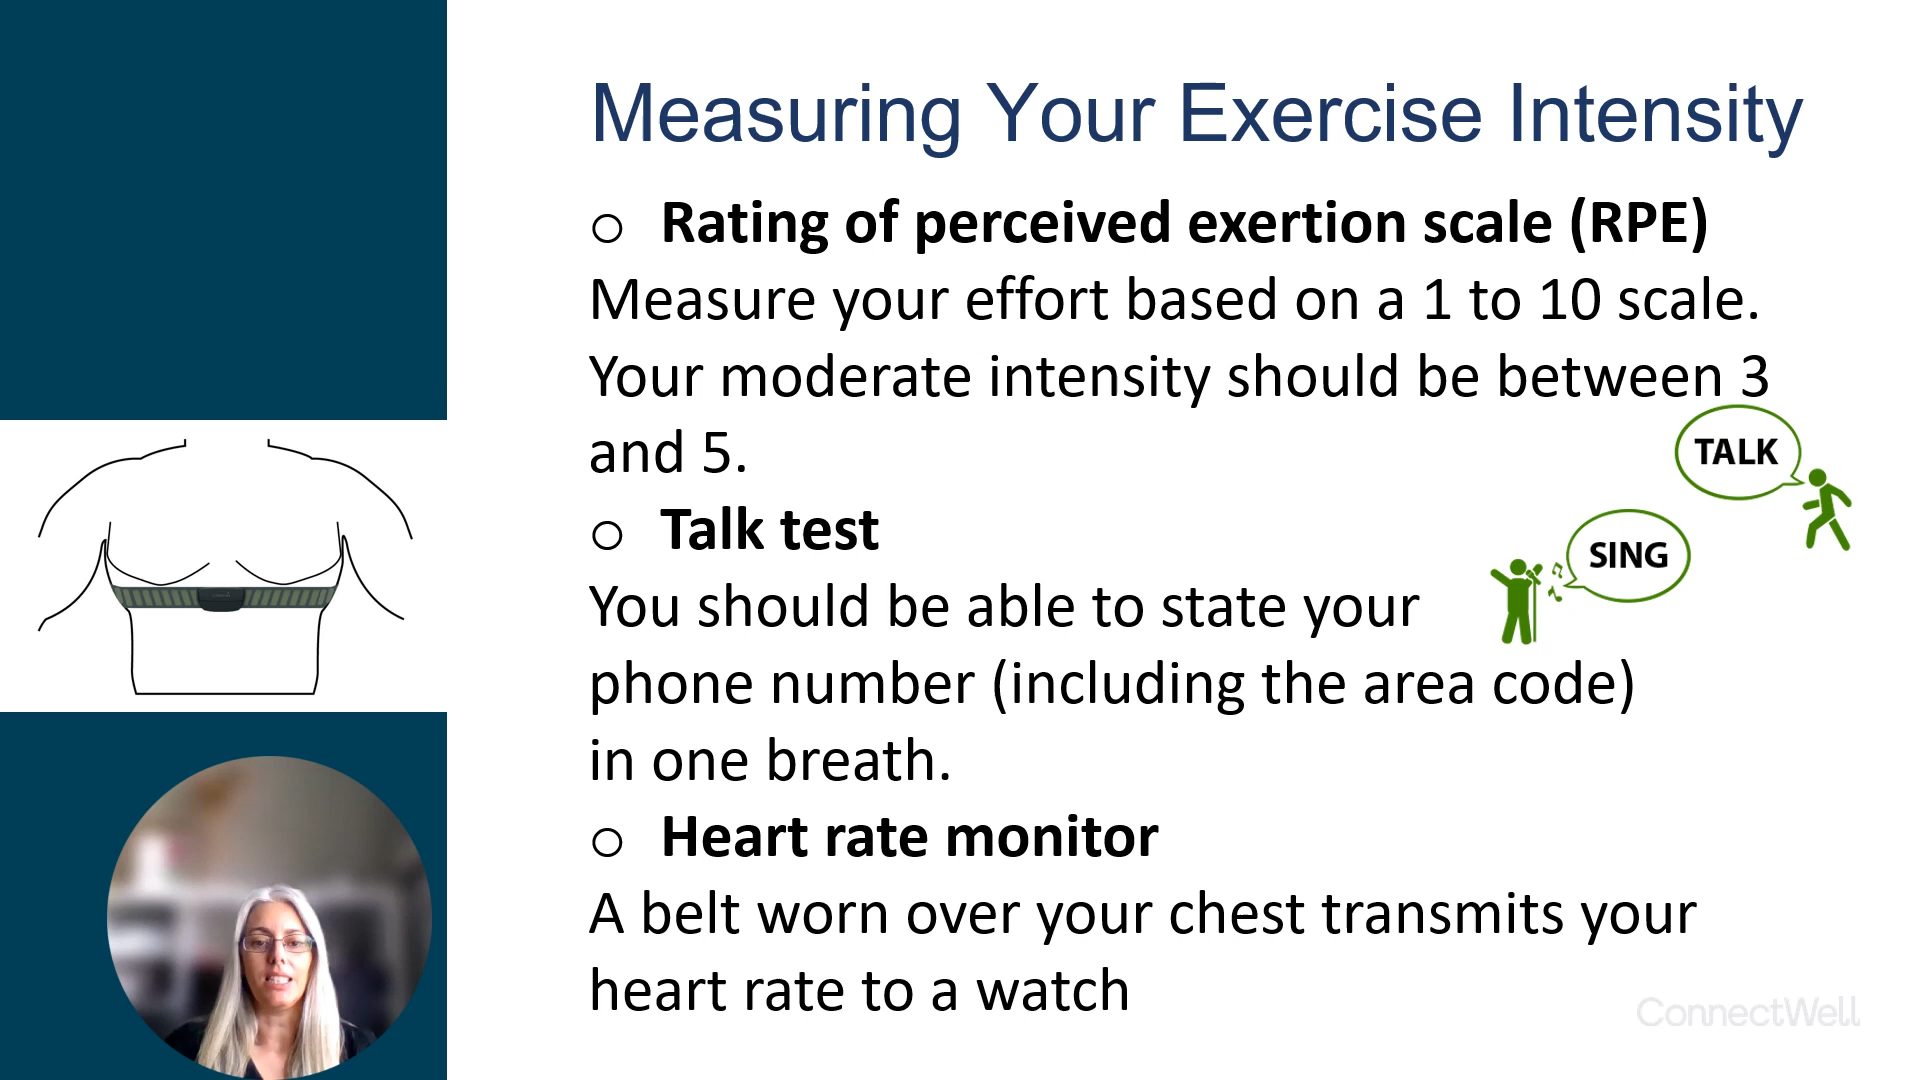 Measuring Your Exercise Intensity
o Rating of perceived exertion scale (RPE)
Measure your effort based on a 1 to 10 scale.
Your moderate intensity should be between 3
and 5.
TALK
o Talk test
SING
You should be able to state your
phone number (including the area code)
in one breath.
o Heart rate monitor
A belt worn over your chest transmits your
heart rate to a watch
ConnectWell